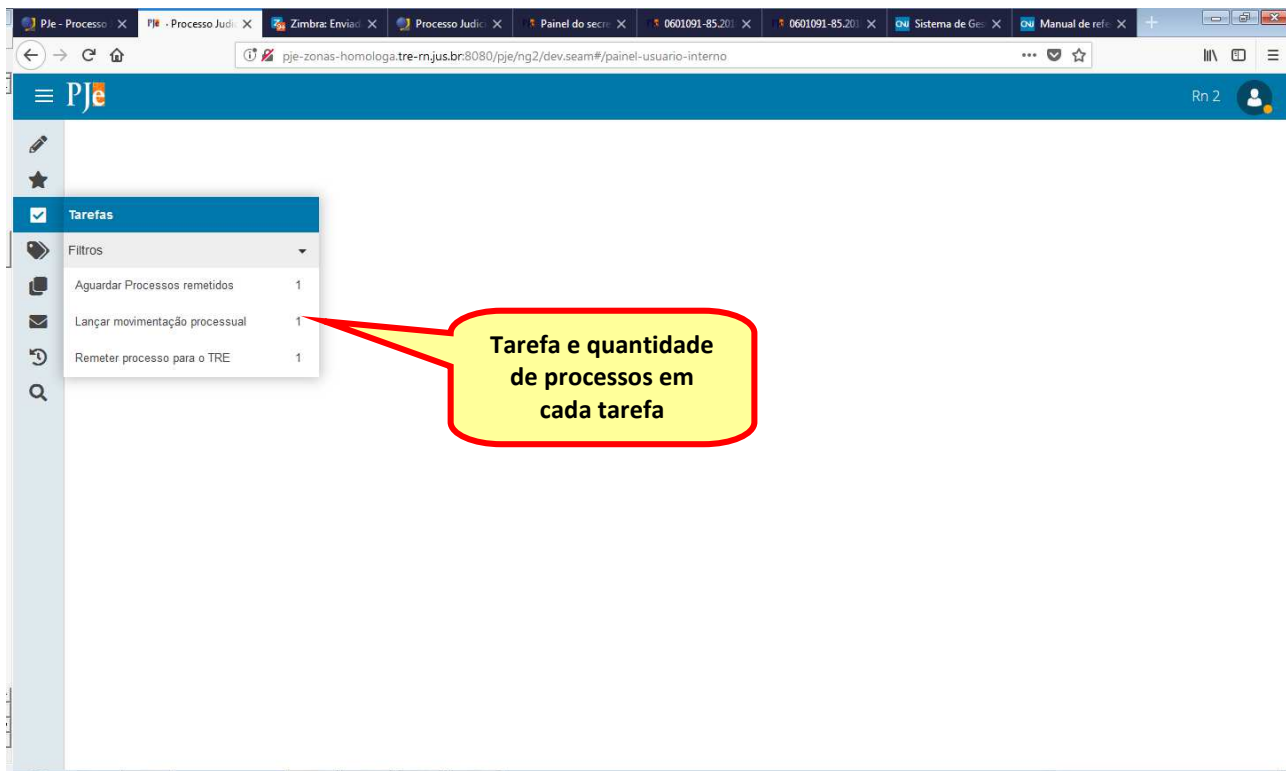 PJe - Processo
PJe · Processo Judi
Zimbra: Enviad
Processo Judici
Painel do secre
0601091-85.201
0601091-85.201
Sistema de Ges
Manual de refe
pje-zonas-homologa.tre-rn.jus.br:8080/pje/ng2/dev.seam#/painel-usuario-interno
PJe
Rn 2
Tarefas
Filtros
Aguardar Processos remetidos 1
Lançar movimentação processual 1
Remeter processo para o TRE 1
Tarefa e quantidade
de processos em
cada tarefa